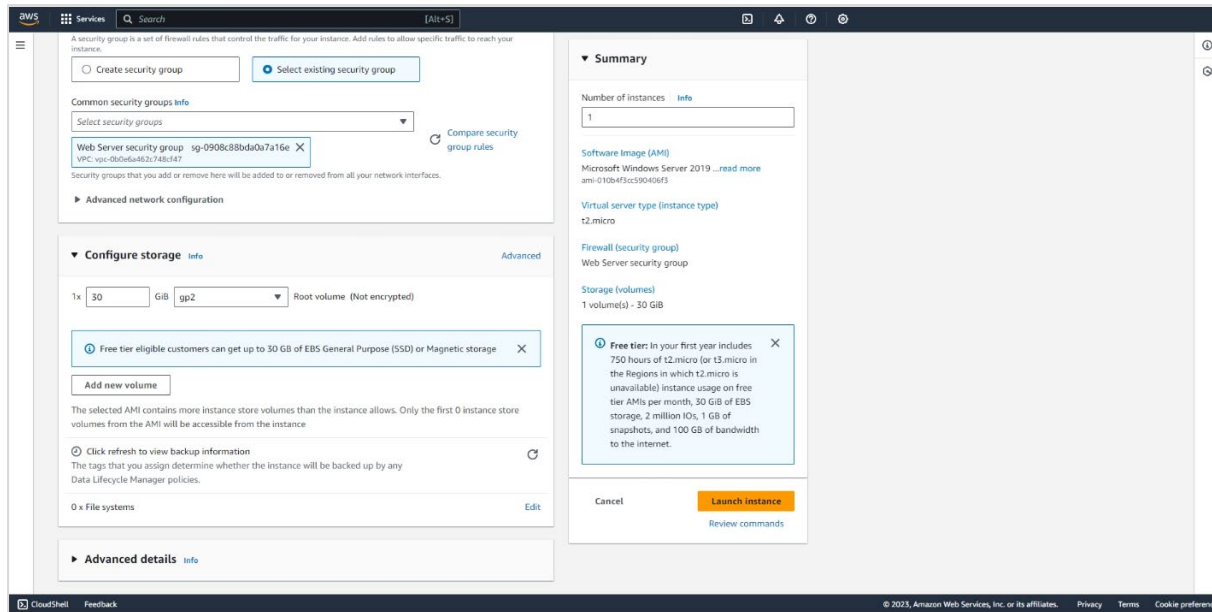 aws
Services
Search [Alt+S]
A security group is a set of firewall rules that control the traffic for your instance. Add rules to allow specific traffic to reach your
instance.
Create security group
Select existing security group
Common security groups Info
Select security groups
Web Server security group sg-0908c88bda0a7a16e
VPC: vpc-0b0e6a462c748cf47
Compare security
group rules
Security groups that you add or remove here will be added to or removed from all your network interfaces.
Advanced network configuration
Configure storage Info
Advanced
1x 30 GiB gp2 Root volume (Not encrypted)
Free tier eligible customers can get up to 30 GB of EBS General Purpose (SSD) or Magnetic storage
Add new volume
The selected AMI contains more instance store volumes than the instance allows. Only the first 0 instance store
volumes from the AMI will be accessible from the instance
Click refresh to view backup information
The tags that you assign determine whether the instance will be backed up by any
Data Lifecycle Manager policies.
0 x File systems
Edit
Advanced details Info
Summary
Number of instances Info
1
Software Image (AMI)
Microsoft Windows Server 2019 ...read more
ami-010b4f3cc590406f3
Virtual server type (instance type)
t2.micro
Firewall (security group)
Web Server security group
Storage (volumes)
1 volume(s) - 30 GiB
Free tier: In your first year includes
750 hours of t2.micro (or t3.micro in
the Regions in which t2.micro is
unavailable) instance usage on free
tier AMIs per month, 30 GiB of EBS
storage, 2 million IOs, 1 GB of
snapshots, and 100 GB of bandwidth
to the internet.
Cancel
Launch instance
Review commands
CloudShell Feedback
© 2023, Amazon Web Services, Inc. or its affiliates. Privacy Terms Cookie preferenc